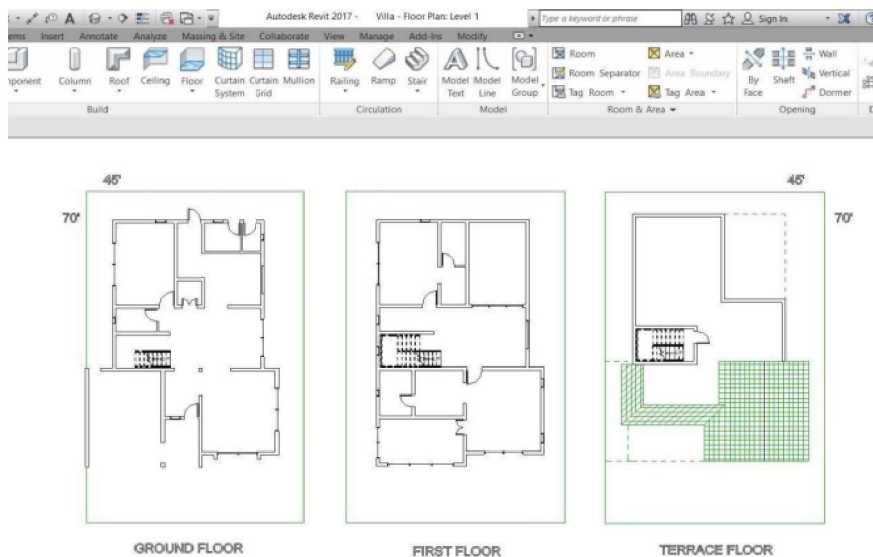 A
Autodesk Revit 2017 - Villa - Floor Plan: Level 1
Type a keyword or phrase
Sign In
Insert Annotate Analyze Massing & Site Collaborate View Manage Add-Ins Modify
Column Roof Ceiling Floor Curtain System Curtain Grid Mullion Railing Ramp Stair Model Text Model Line Model Group
Room Area
Room Separator Area Boundary
Tag Room Tag Area
By Face Shaft Wall
Vertical
Dormer
Build Circulation Model Room & Area Opening
45' 45'
70' 70'
GROUND FLOOR FIRST FLOOR TERRACE FLOOR